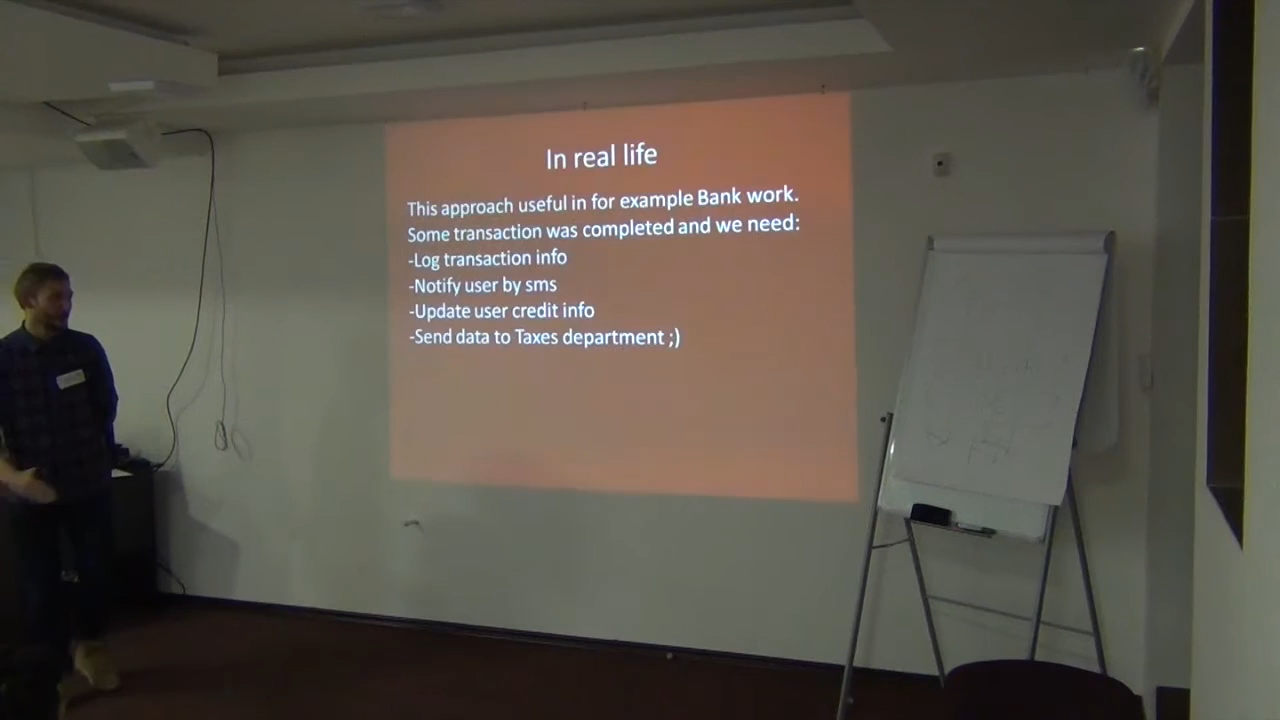 In real life
This approach useful in for example Bank work.
Some transaction was completed and we need:
-Log transaction info
-Notify user by sms
-Update user credit info
-Send data to Taxes department ;)